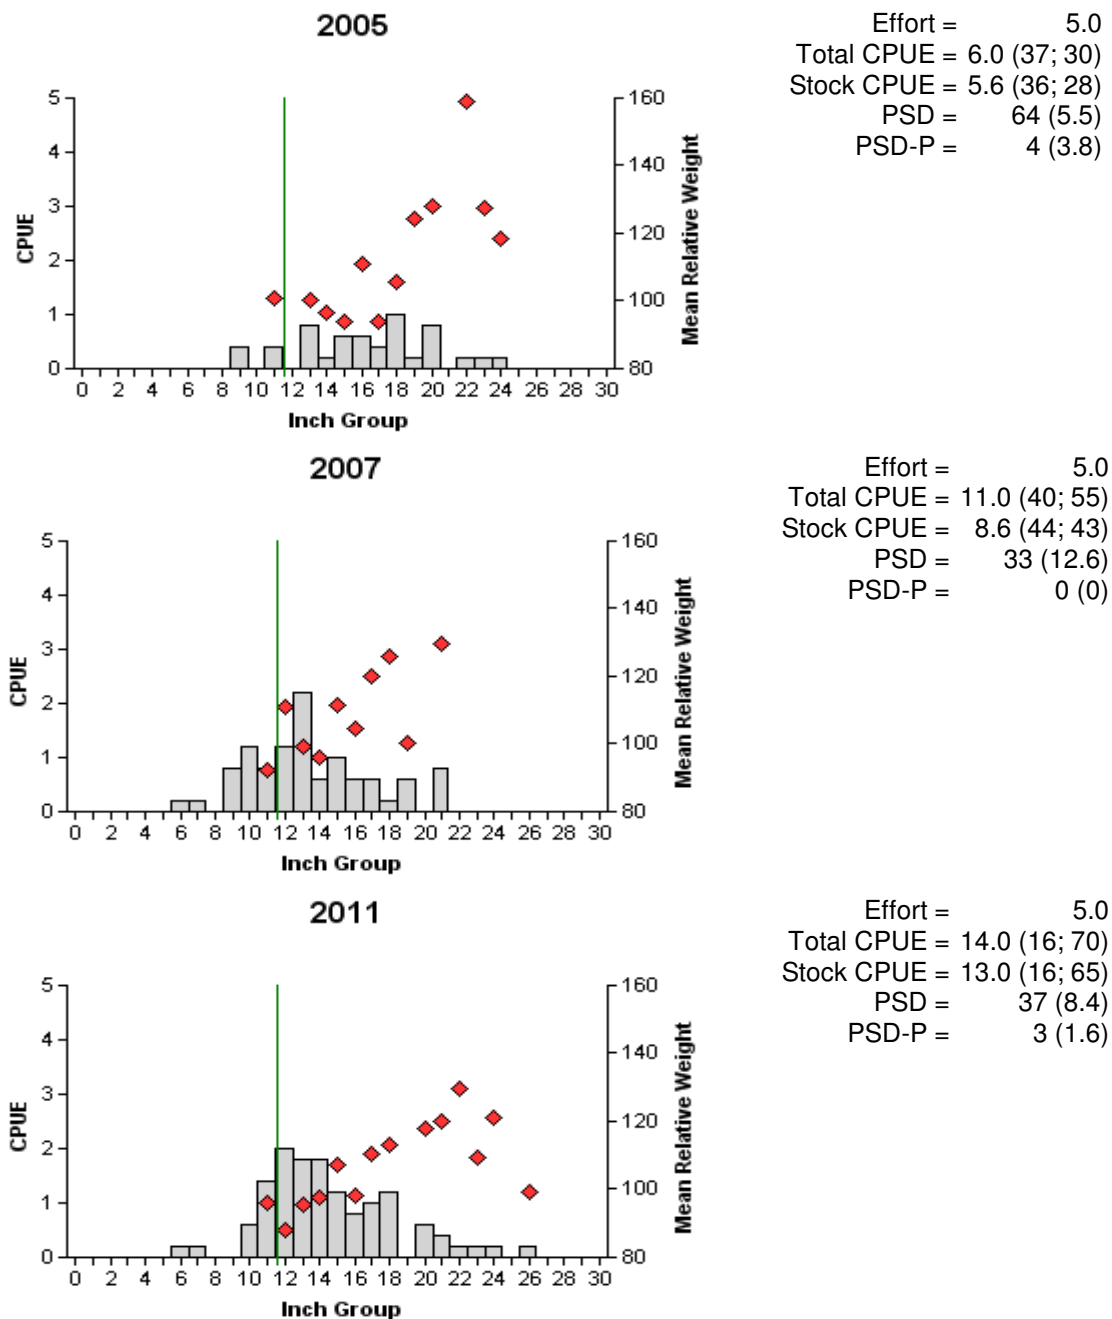 2005
Effort = 5.0
Total CPUE = 6.0 (37; 30)
Stock CPUE = 5.6 (36; 28)
PSD = 64 (5.5)
PSD-P = 4 (3.8)
5
4
3
2
1
0
CPUE
160
140
120
100
80
Mean Relative Weight
0 2 4 6 8 10 12 14 16 18 20 22 24 26 28 30
Inch Group
2007
Effort = 5.0
Total CPUE = 11.0 (40; 55)
Stock CPUE = 8.6 (44; 43)
PSD = 33 (12.6)
PSD-P = 0 (0)
5
4
3
2
1
0
CPUE
160
140
120
100
80
Mean Relative Weight
0 2 4 6 8 10 12 14 16 18 20 22 24 26 28 30
Inch Group
2011
Effort = 5.0
Total CPUE = 14.0 (16; 70)
Stock CPUE = 13.0 (16; 65)
PSD = 37 (8.4)
PSD-P = 3 (1.6)
5
4
3
2
1
0
CPUE
160
140
120
100
80
Mean Relative Weight
0 2 4 6 8 10 12 14 16 18 20 22 24 26 28 30
Inch Group